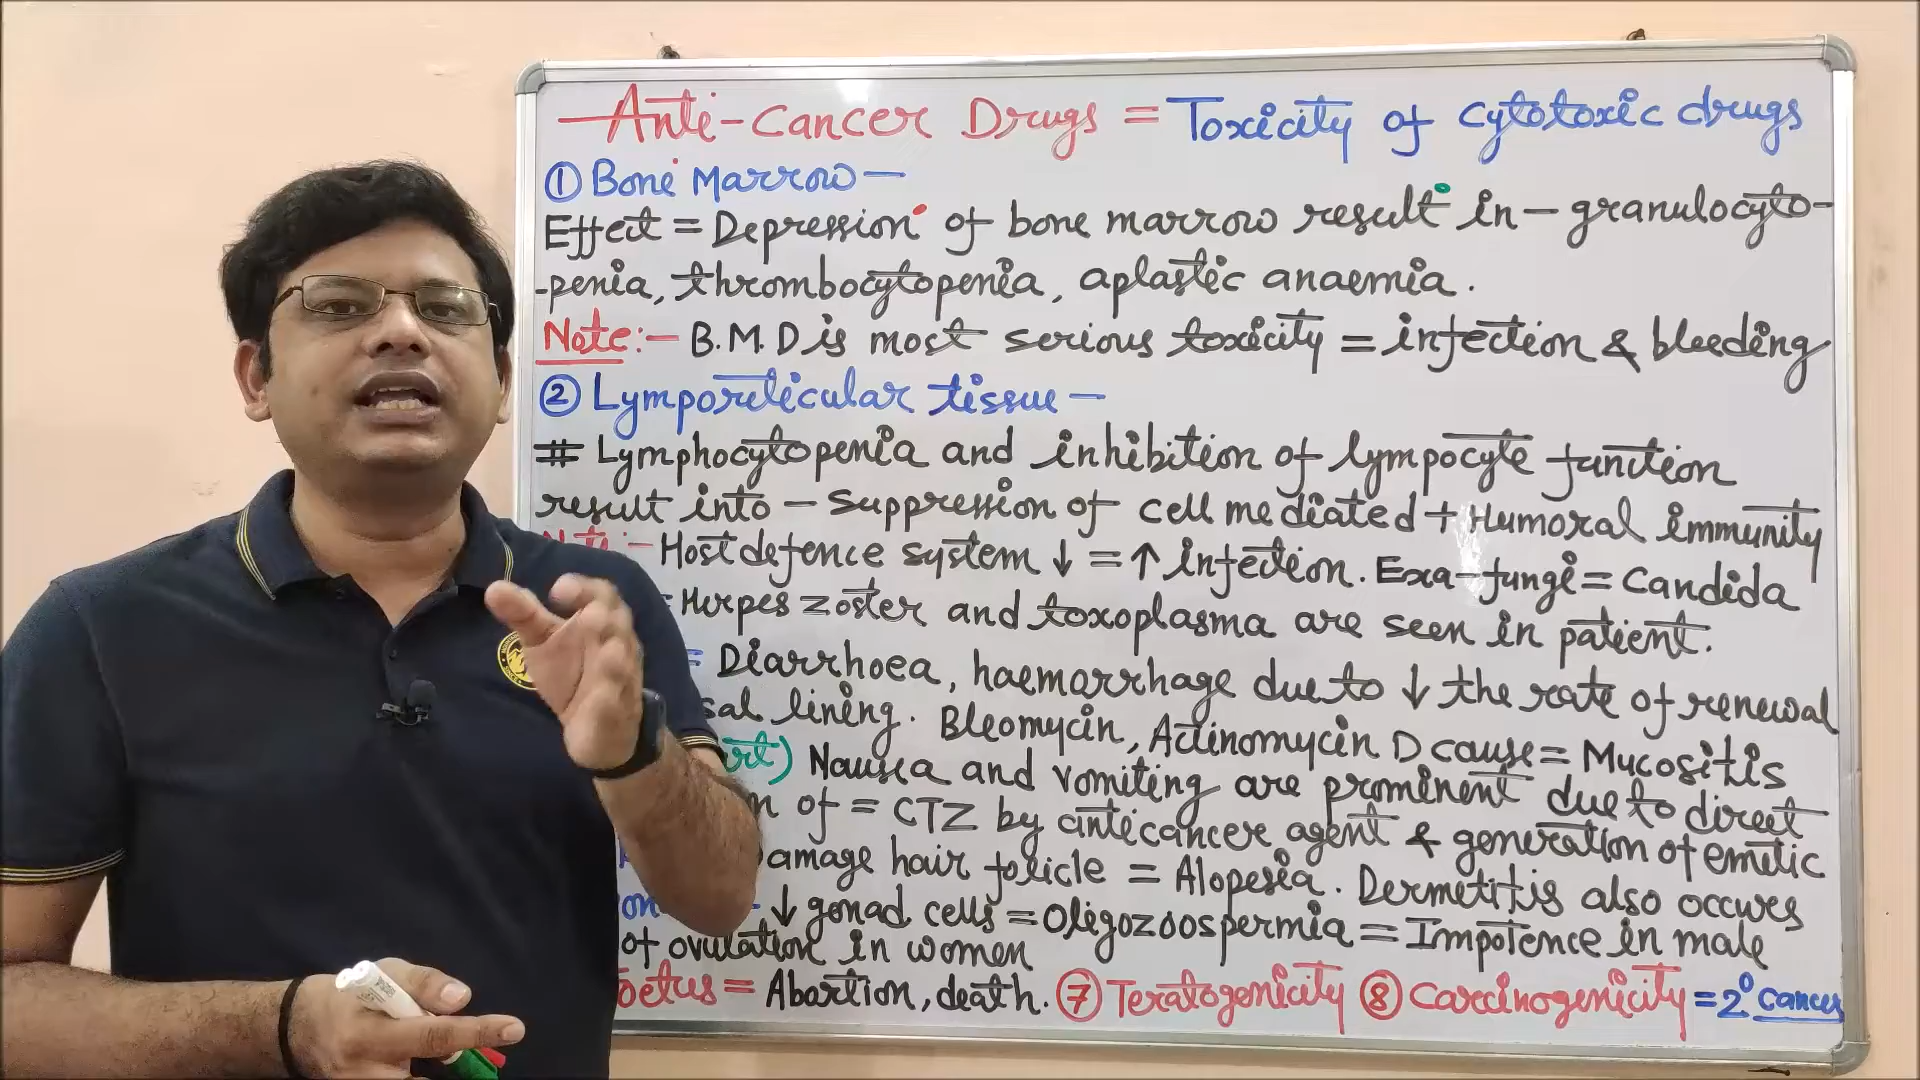 Anti-Cancer Drugs = Toxicity of Cytotoxic drugs
① Bone Marrow —
Effect = Depression of bone marrow result in - granulocyto-
-penia, thrombocytopenia, aplastic anaemia.
Note:- B.M.D is most serious toxicity = infection & bleeding
② Lymporeticular tissue —
# Lymphocytopenia and inhibition of lympocyte function
result into - Suppression of cell mediated + Humoral immunity
Note:- Host defence system ↓ = ↑ infection. Exa - fungi = Candida
= Herpes zoster and toxoplasma are seen in patient.
= Diarrhoea, haemorrhage due to ↓ the rate of renewal
sal lining. Bleomycin, Actinomycin D cause = Mucositis
rt) Nausea and vomiting are prominent due to direct
n of = CTZ by anticancer agent & generation of emetic
Damage hair folicle = Alopesia. Dermetitis also occures
on - ↓ gonad cells = Oligozoospermia = Impotence in male
of ovulation in women
oetus = Abortion, death. ⑦ Teratogenicity ⑧ Carcinogenicity = 2° Cancer